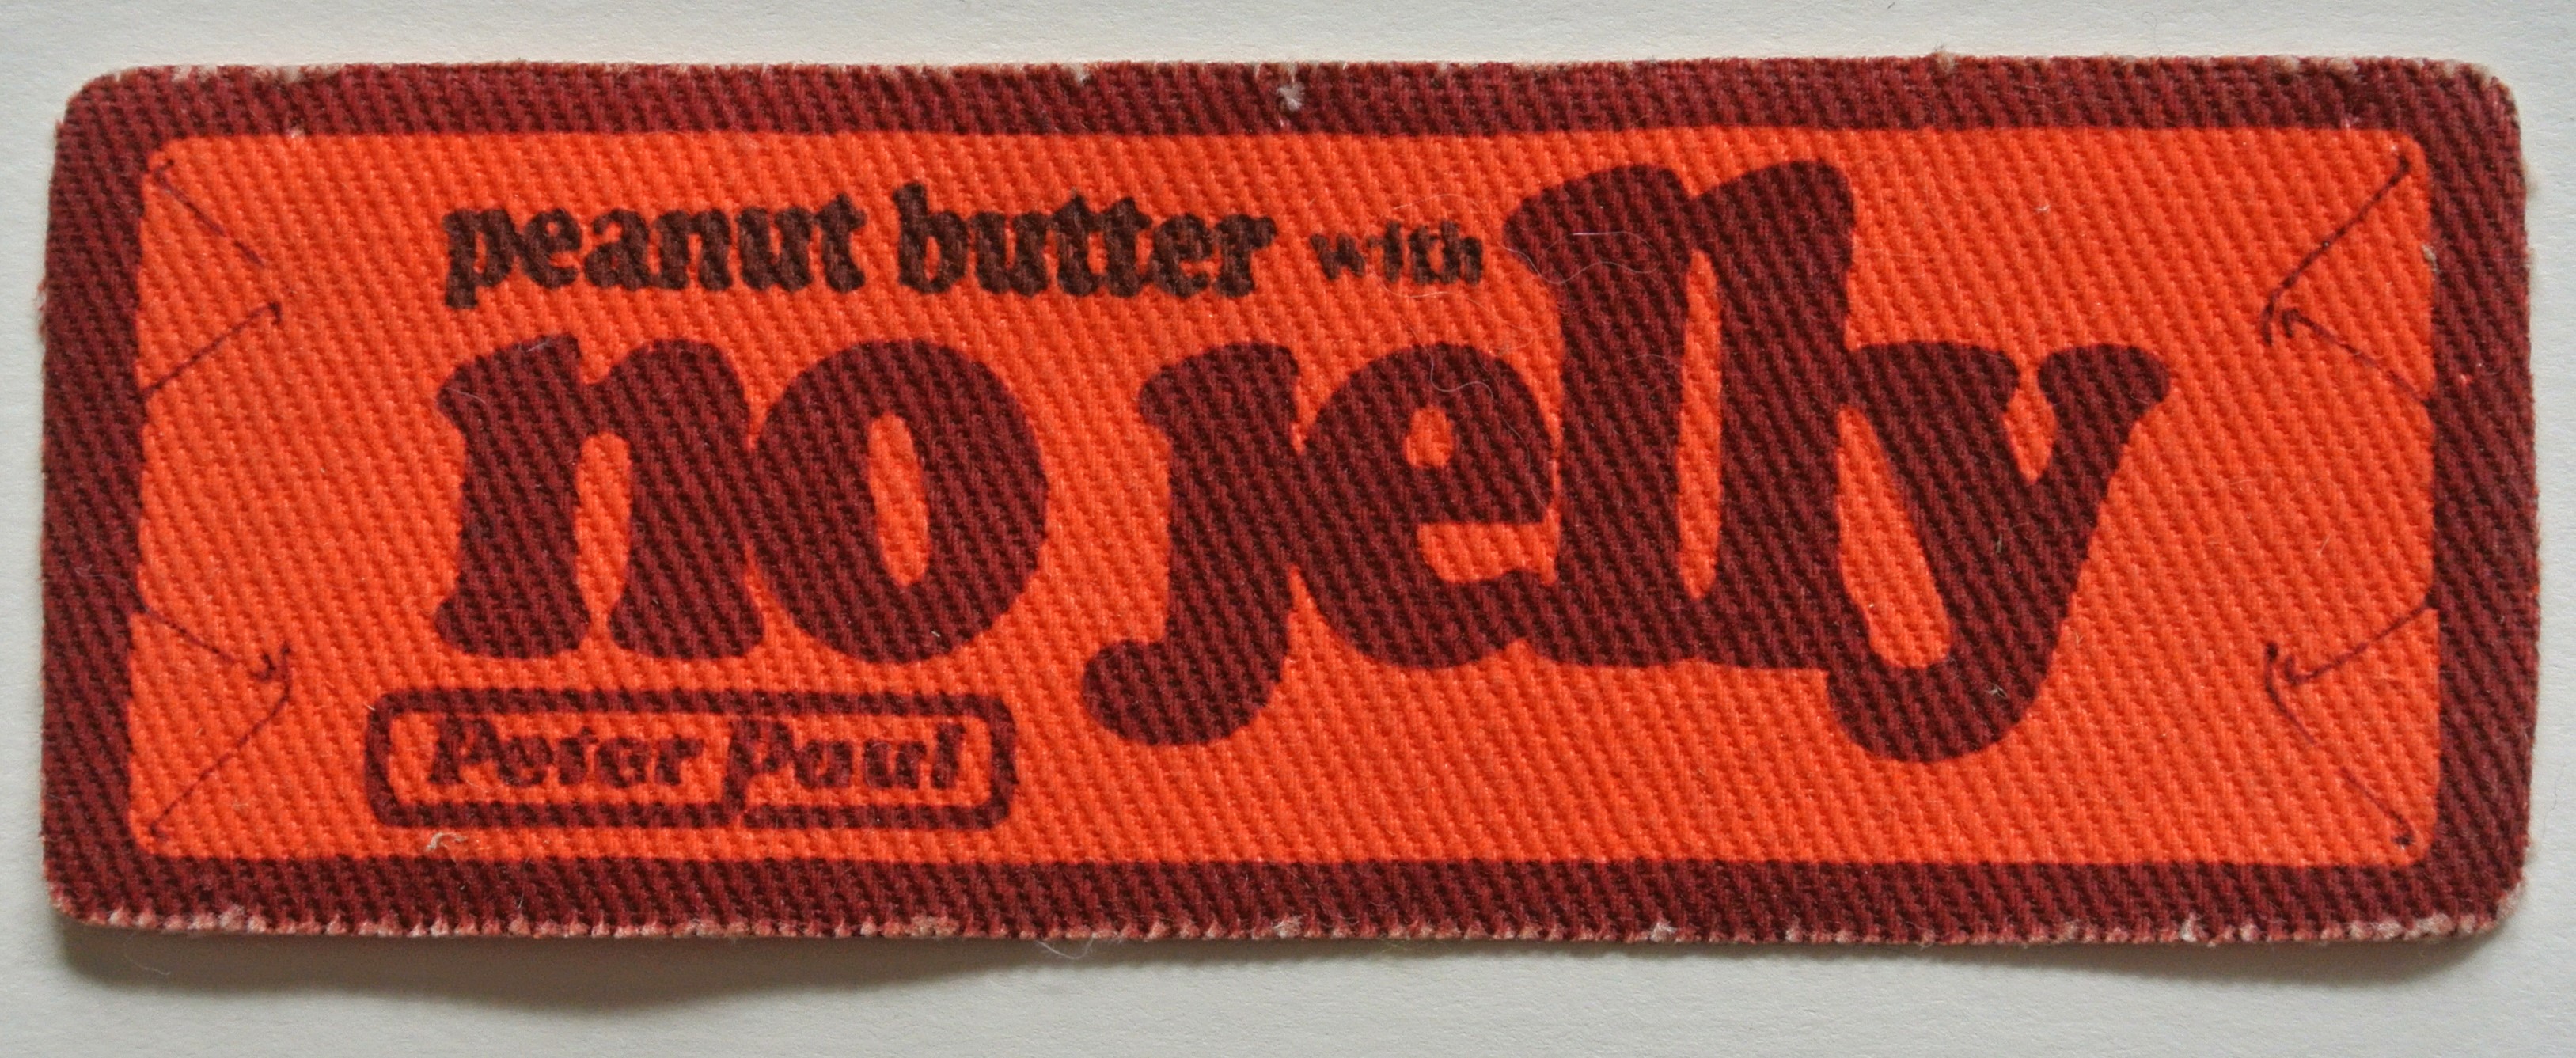 peanut butter with
no jelly
Peter Paul